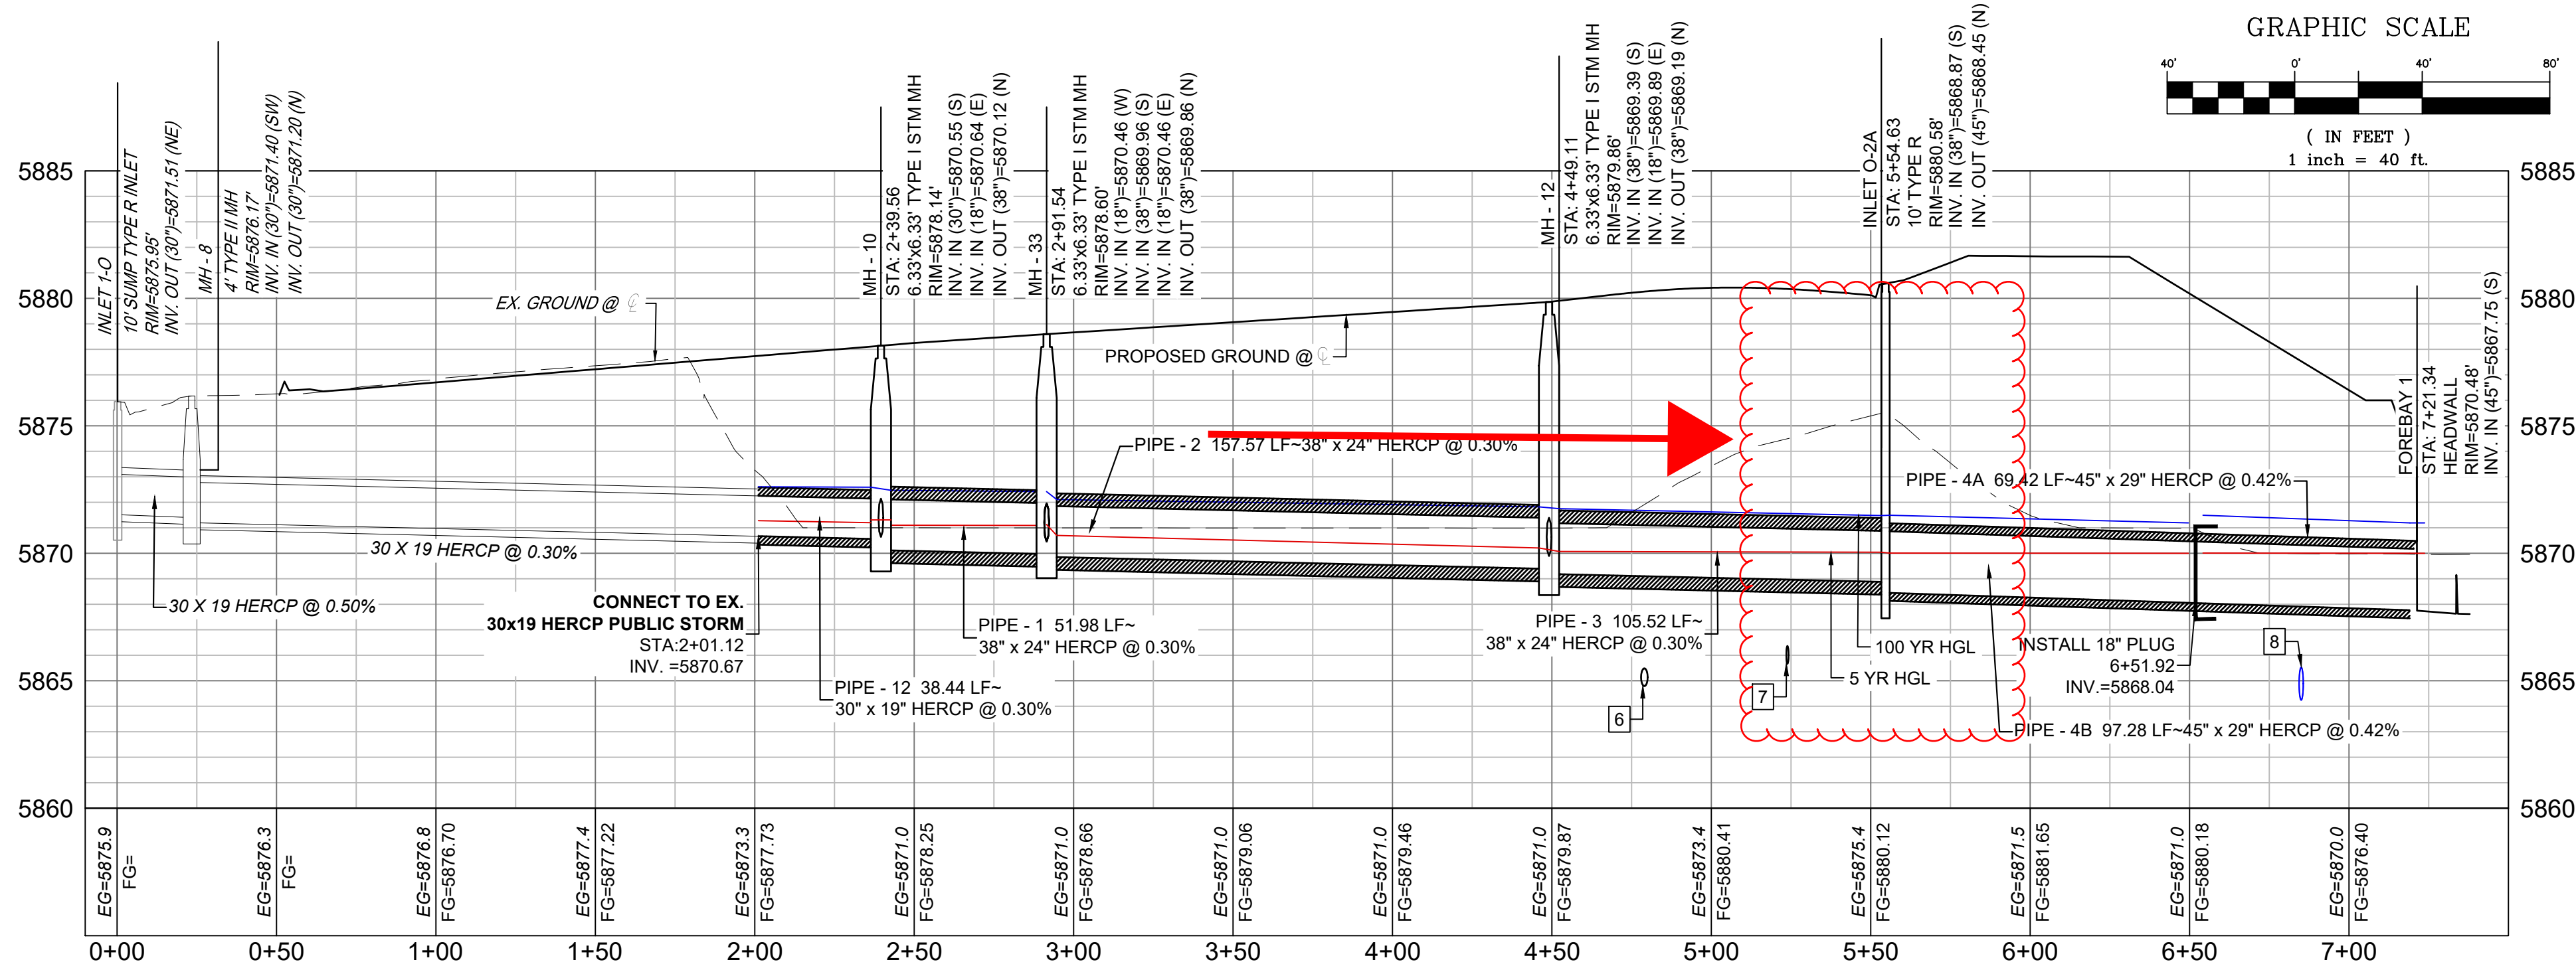 GRAPHIC SCALE
40' 0' 40' 80'
( IN FEET )
1 inch = 40 ft.
INLET 1-O
10' SUMP TYPE R INLET
RIM=5875.95'
INV. OUT (30")=5871.51 (NE)
MH - 8
4' TYPE II MH
RIM=5876.17'
INV. IN (30")=5871.40 (SW)
INV. OUT (30")=5871.20 (N)
MH - 10
STA: 2+39.56
6.33'x6.33' TYPE I STM MH
RIM=5878.14'
INV. IN (30")=5870.55 (S)
INV. IN (18")=5870.64 (E)
INV. OUT (38")=5870.12 (N)
MH - 33
STA: 2+91.54
6.33'x6.33' TYPE I STM MH
RIM=5878.60'
INV. IN (18")=5870.46 (W)
INV. IN (38")=5869.96 (S)
INV. IN (18")=5870.46 (E)
INV. OUT (38")=5869.86 (N)
MH - 12
STA: 4+49.11
6.33'x6.33' TYPE I STM MH
RIM=5879.86'
INV. IN (38")=5869.39 (S)
INV. IN (18")=5869.89 (E)
INV. OUT (38")=5869.19 (N)
INLET O-2A
STA: 5+54.63
10' TYPE R
RIM=5880.58'
INV. IN (38")=5868.87 (S)
INV. OUT (45")=5868.45 (N)
FOREBAY 1
STA: 7+21.34
HEADWALL
RIM=5870.48'
INV. IN (45")=5867.75 (S)
5885 5885
5880 5880
5875 5875
5870 5870
5865 5865
5860 5860
EX. GROUND @ ℄
PROPOSED GROUND @ ℄
PIPE - 2 157.57 LF~38" x 24" HERCP @ 0.30%
PIPE - 4A 69.42 LF~45" x 29" HERCP @ 0.42%
30 X 19 HERCP @ 0.30%
30 X 19 HERCP @ 0.50%
CONNECT TO EX.
30x19 HERCP PUBLIC STORM
STA:2+01.12
INV. =5870.67
PIPE - 1 51.98 LF~
38" x 24" HERCP @ 0.30%
PIPE - 12 38.44 LF~
30" x 19" HERCP @ 0.30%
PIPE - 3 105.52 LF~
38" x 24" HERCP @ 0.30%
100 YR HGL
5 YR HGL
INSTALL 18" PLUG
6+51.92
INV.=5868.04
PIPE - 4B 97.28 LF~45" x 29" HERCP @ 0.42%
6
7
8
EG=5875.9
FG=
EG=5876.3
FG=
EG=5876.8
FG=5876.70
EG=5877.4
FG=5877.22
EG=5873.3
FG=5877.73
EG=5871.0
FG=5878.25
EG=5871.0
FG=5878.66
EG=5871.0
FG=5879.06
EG=5871.0
FG=5879.46
EG=5871.0
FG=5879.87
EG=5873.4
FG=5880.41
EG=5875.4
FG=5880.12
EG=5871.5
FG=5881.65
EG=5871.0
FG=5880.18
EG=5870.0
FG=5876.40
0+00 0+50 1+00 1+50 2+00 2+50 3+00 3+50 4+00 4+50 5+00 5+50 6+00 6+50 7+00